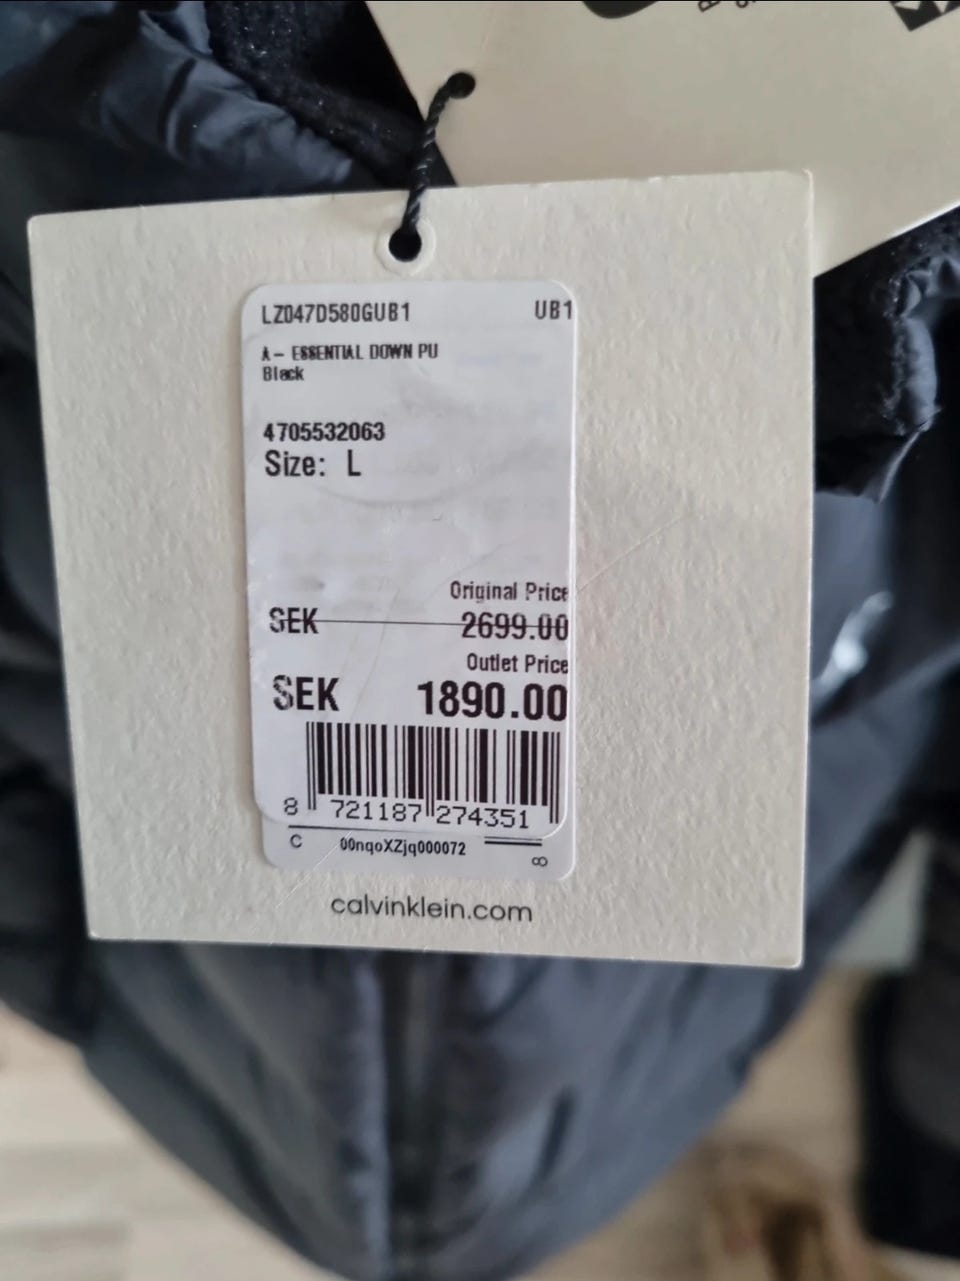 LZ047D580GUB1 UB1
A - ESSENTIAL DOWN PU
Black
4705532063
Size: L
Original Price
SEK 2699.00
Outlet Price
SEK 1890.00
8 721187 274351
C 00nqoXZjq000072 8
calvinklein.com